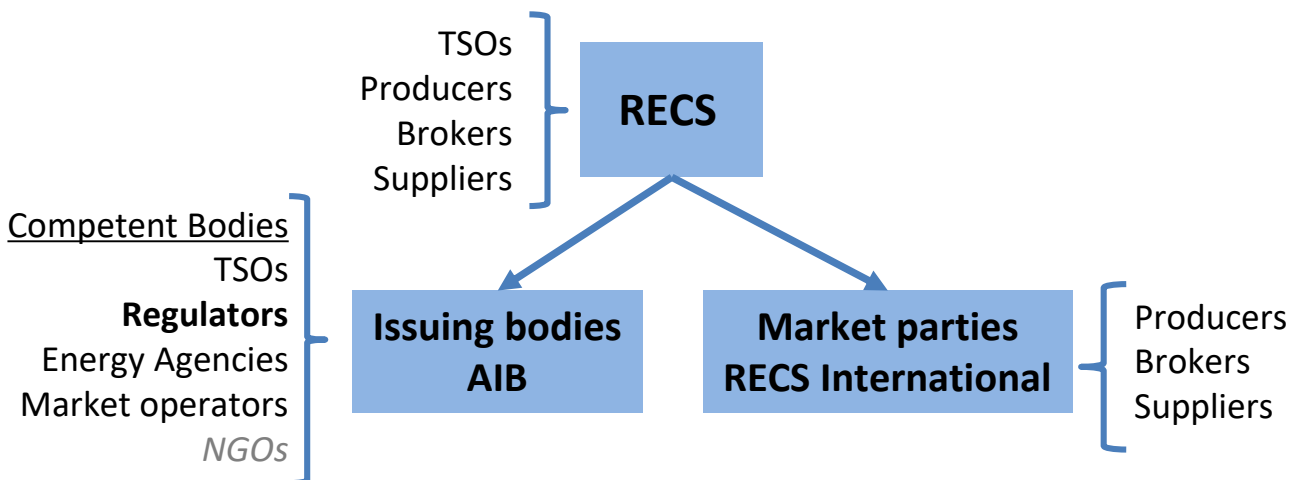 TSOs
Producers
Brokers
Suppliers
RECS
Competent Bodies
TSOs
Regulators
Energy Agencies
Market operators
NGOs
Issuing bodies
AIB
Market parties
RECS International
Producers
Brokers
Suppliers